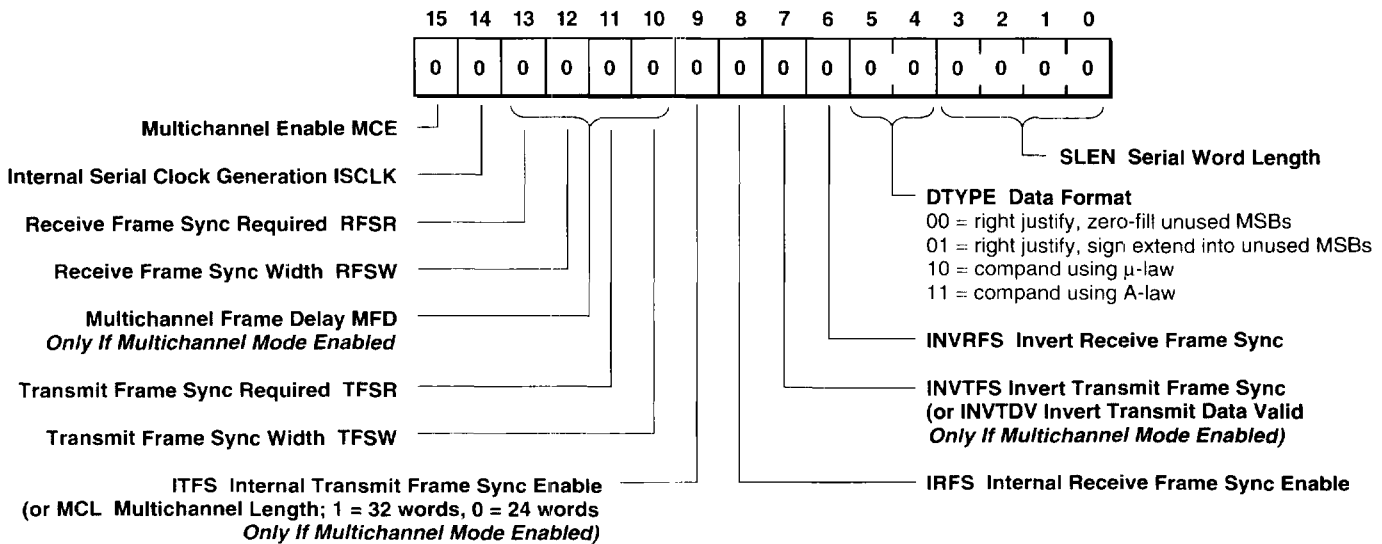 15 14 13 12 11 10 9 8 7 6 5 4 3 2 1 0
0 0 0 0 0 0 0 0 0 0 0 0 0 0 0 0
Multichannel Enable MCE
Internal Serial Clock Generation ISCLK
Receive Frame Sync Required RFSR
Receive Frame Sync Width RFSW
Multichannel Frame Delay MFD
Only If Multichannel Mode Enabled
Transmit Frame Sync Required TFSR
Transmit Frame Sync Width TFSW
ITFS Internal Transmit Frame Sync Enable
(or MCL Multichannel Length; 1 = 32 words, 0 = 24 words
Only If Multichannel Mode Enabled)
SLEN Serial Word Length
DTYPE Data Format
00 = right justify, zero-fill unused MSBs
01 = right justify, sign extend into unused MSBs
10 = compand using µ-law
11 = compand using A-law
INVRFS Invert Receive Frame Sync
INVTFS Invert Transmit Frame Sync
(or INVTDV Invert Transmit Data Valid
Only If Multichannel Mode Enabled)
IRFS Internal Receive Frame Sync Enable